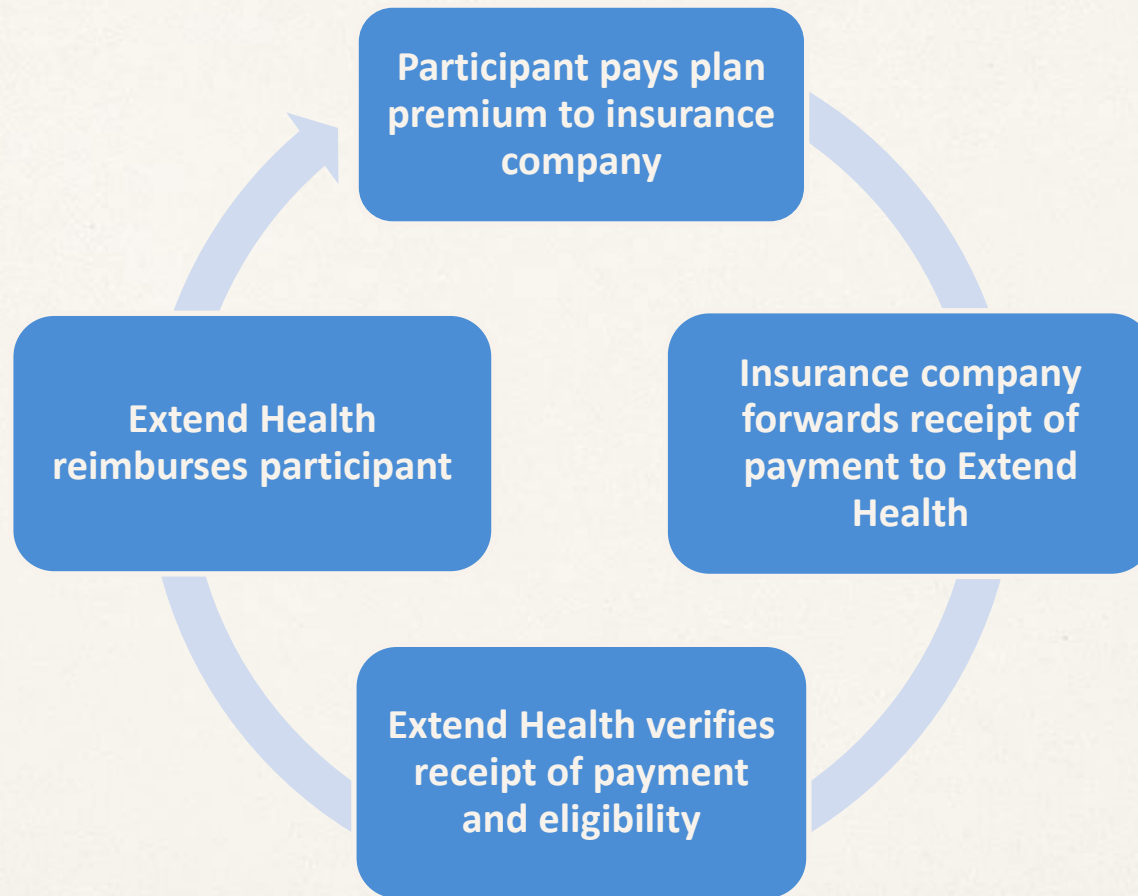 Participant pays plan
premium to insurance
company
Insurance company
forwards receipt of
payment to Extend
Health
Extend Health verifies
receipt of payment
and eligibility
Extend Health
reimburses participant